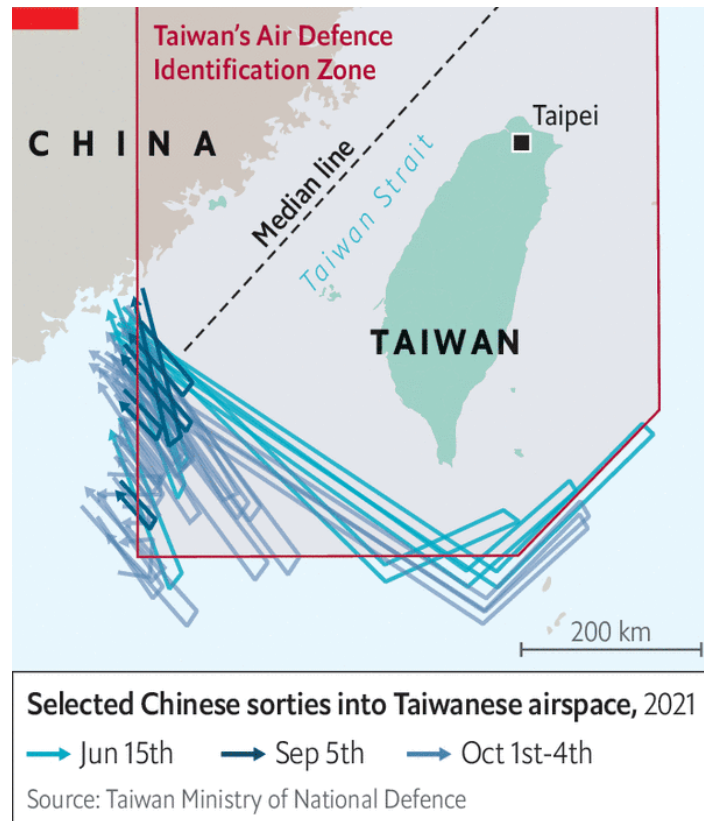 Taiwan's Air Defence
Identification Zone
CHINA
Taipei
Median line
Taiwan Strait
TAIWAN
200 km
Selected Chinese sorties into Taiwanese airspace, 2021
Jun 15th
Sep 5th
Oct 1st-4th
Source: Taiwan Ministry of National Defence